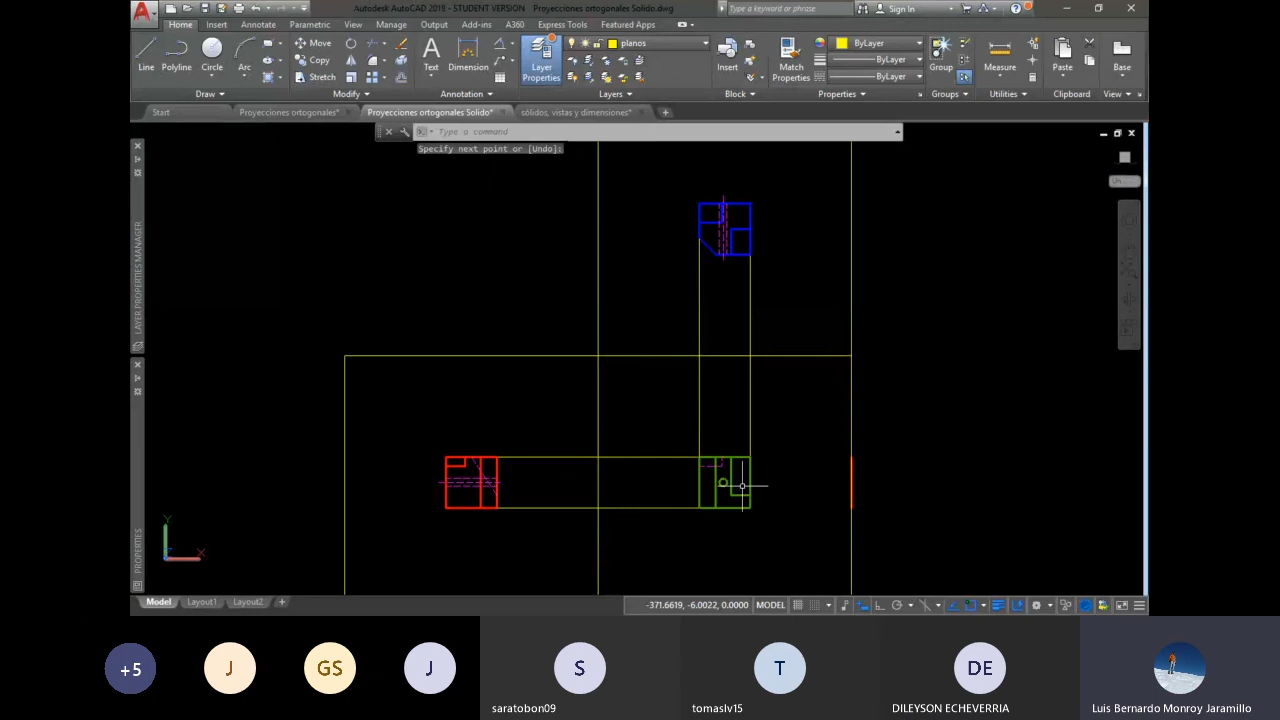 Autodesk AutoCAD 2018 - STUDENT VERSION Proyecciones ortogonales Solido.dwg
Type a keyword or phrase
Sign In
Home Insert Annotate Parametric View Manage Output Add-ins A360 Express Tools Featured Apps
Line Polyline Circle Arc
Move
Copy
Stretch
Text Dimension
Layer Properties
planos
Insert
Match Properties
ByLayer
ByLayer
ByLayer
Group Measure Paste Base
Draw Modify Annotation Layers Block Properties Groups Utilities Clipboard View
Start Proyecciones ortogonales* Proyecciones ortogonales Solido* sólidos, vistas y dimensiones*
Type a command
Specify next point or [Undo]:
Un
LAYER PROPERTIES MANAGER
PROPERTIES
Y
X
Model Layout1 Layout2
-371.6619, -6.0022, 0.0000 MODEL
+5 J GS J S T DE
saratobon09 tomaslv15 DILEYSON ECHEVERRIA Luis Bernardo Monroy Jaramillo